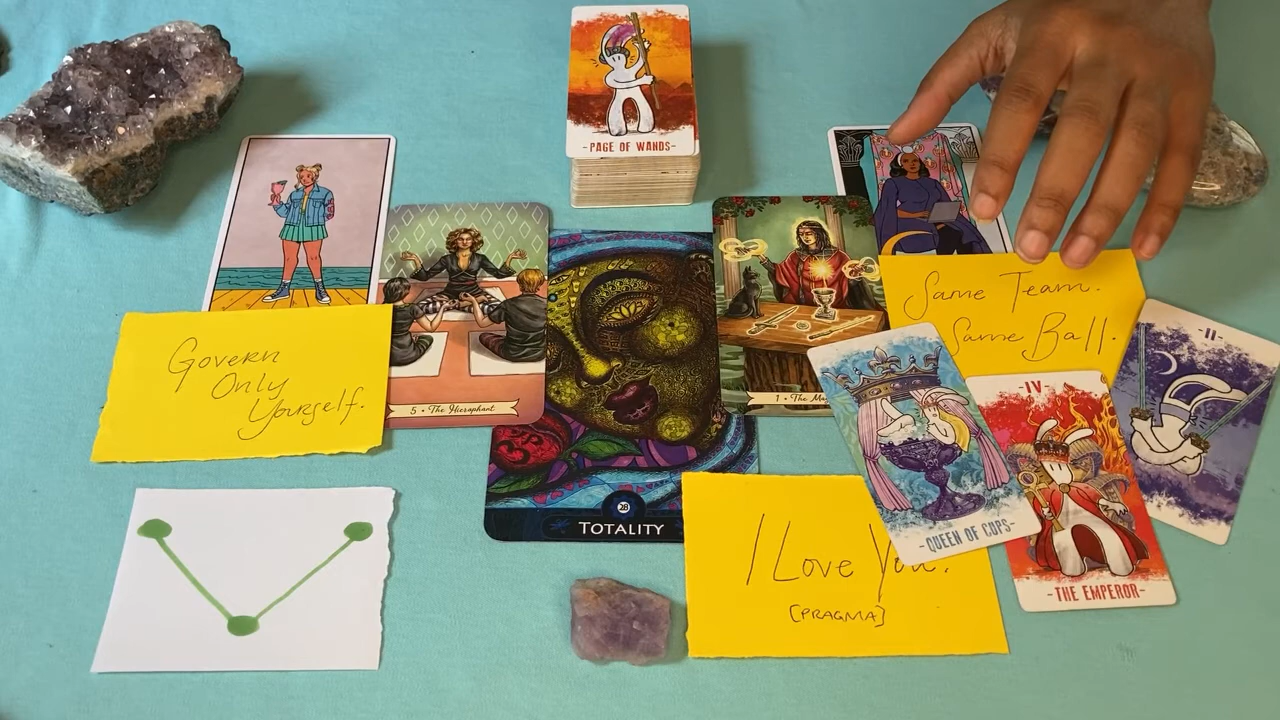 -PAGE OF WANDS-
Same Team.
Same Ball.
Govern
Only
Yourself.
5 • The Hierophant
1 • The
-II-
-IV-
-QUEEN OF CUPS-
-THE EMPEROR-
28
TOTALITY
I Love You.
[PRAGMA]